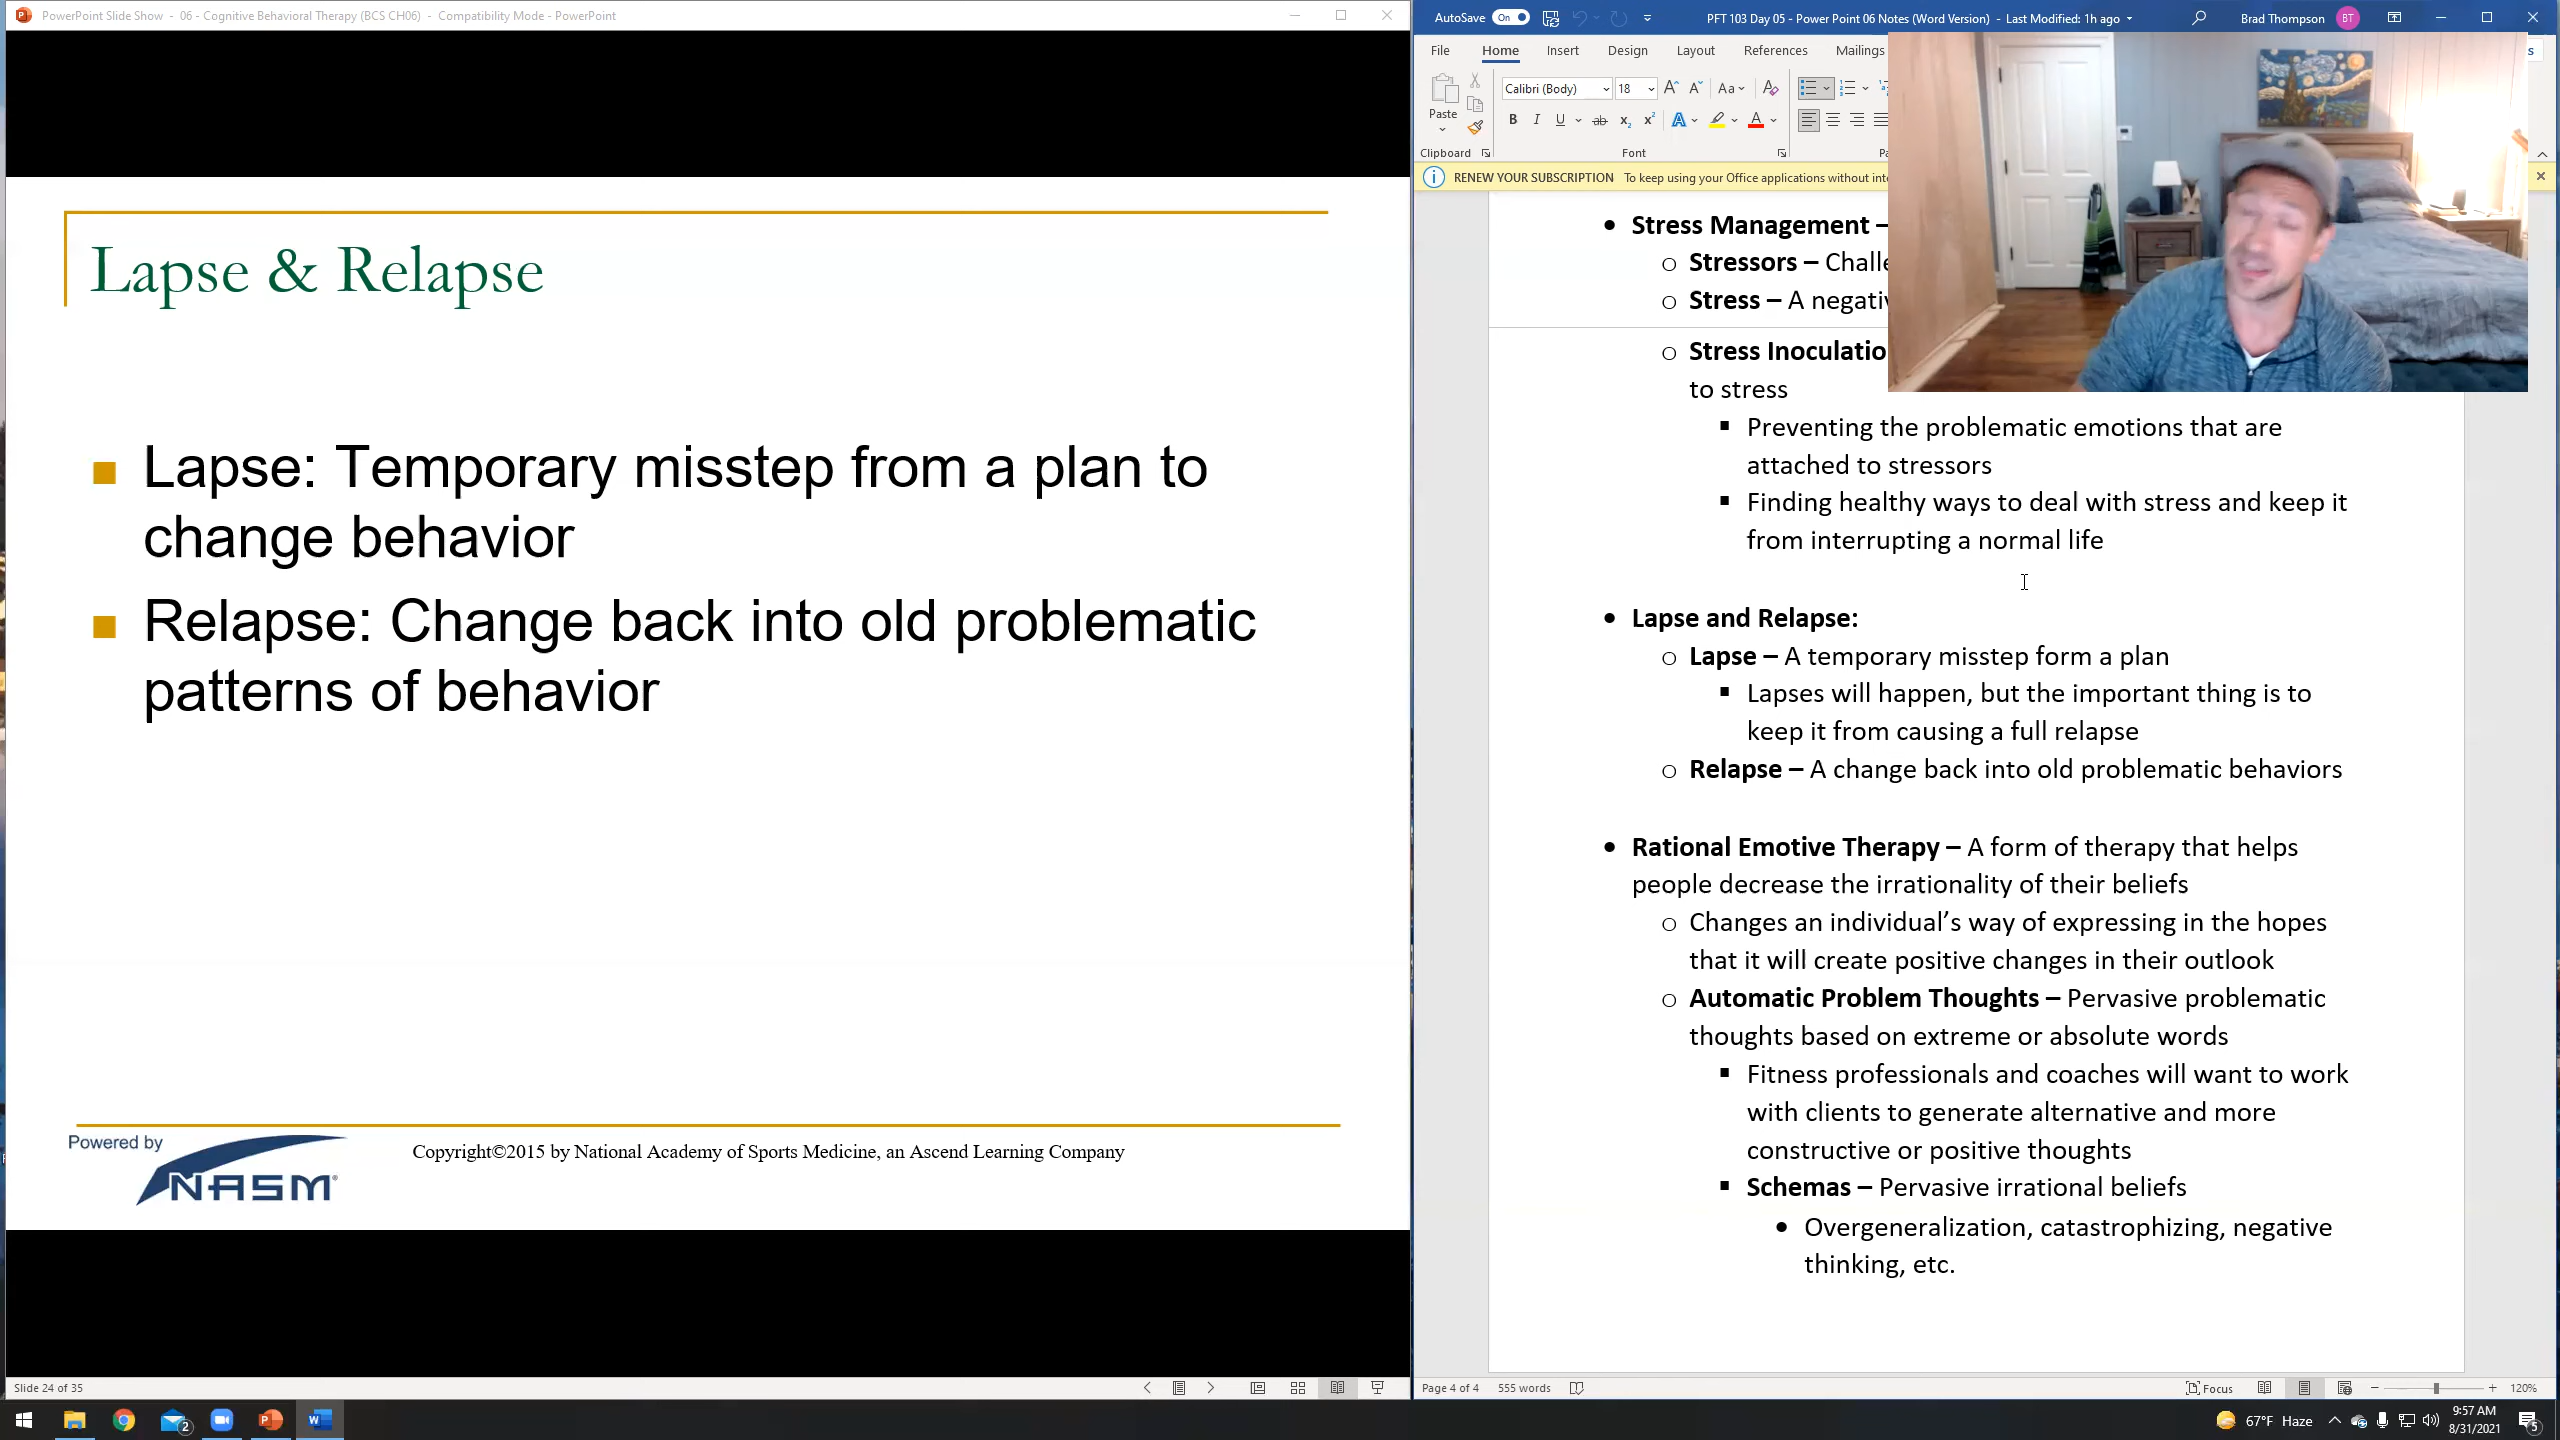 PowerPoint Slide Show - 06 - Cognitive Behavioral Therapy (BCS CH06) - Compatibility Mode - PowerPoint
Lapse & Relapse
Lapse: Temporary misstep from a plan to
change behavior
Relapse: Change back into old problematic
patterns of behavior
Powered by
NASM
Copyright©2015 by National Academy of Sports Medicine, an Ascend Learning Company
Slide 24 of 35
AutoSave On
PFT 103 Day 05 - Power Point 06 Notes (Word Version) - Last Modified: 1h ago
Brad Thompson BT
File Home Insert Design Layout References Mailings
Paste
Calibri (Body) 18
Clipboard Font
RENEW YOUR SUBSCRIPTION To keep using your Office applications without int
Stress Management –
Stressors – Challe
Stress – A negativ
Stress Inoculatio
to stress
Preventing the problematic emotions that are
attached to stressors
Finding healthy ways to deal with stress and keep it
from interrupting a normal life
Lapse and Relapse:
Lapse – A temporary misstep form a plan
Lapses will happen, but the important thing is to
keep it from causing a full relapse
Relapse – A change back into old problematic behaviors
Rational Emotive Therapy – A form of therapy that helps
people decrease the irrationality of their beliefs
Changes an individual’s way of expressing in the hopes
that it will create positive changes in their outlook
Automatic Problem Thoughts – Pervasive problematic
thoughts based on extreme or absolute words
Fitness professionals and coaches will want to work
with clients to generate alternative and more
constructive or positive thoughts
Schemas – Pervasive irrational beliefs
Overgeneralization, catastrophizing, negative
thinking, etc.
Page 4 of 4 555 words
Focus
120%
67°F Haze
9:57 AM
8/31/2021